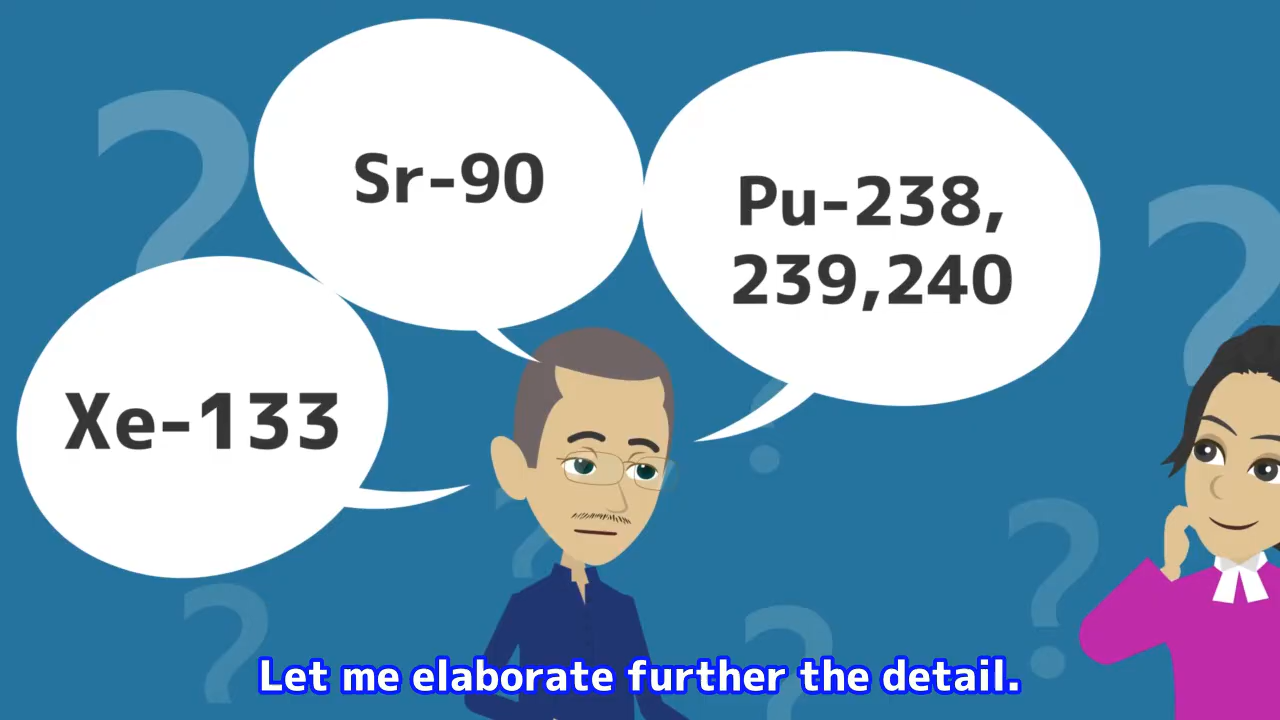 Sr-90
Pu-238,
239,240
Xe-133
Let me elaborate further the detail.